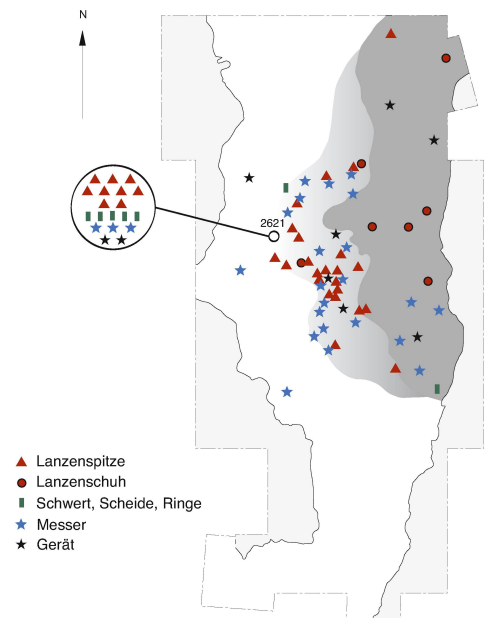 N
2621
Lanzenspitze
Lanzenschuh
Schwert, Scheide, Ringe
Messer
Gerät